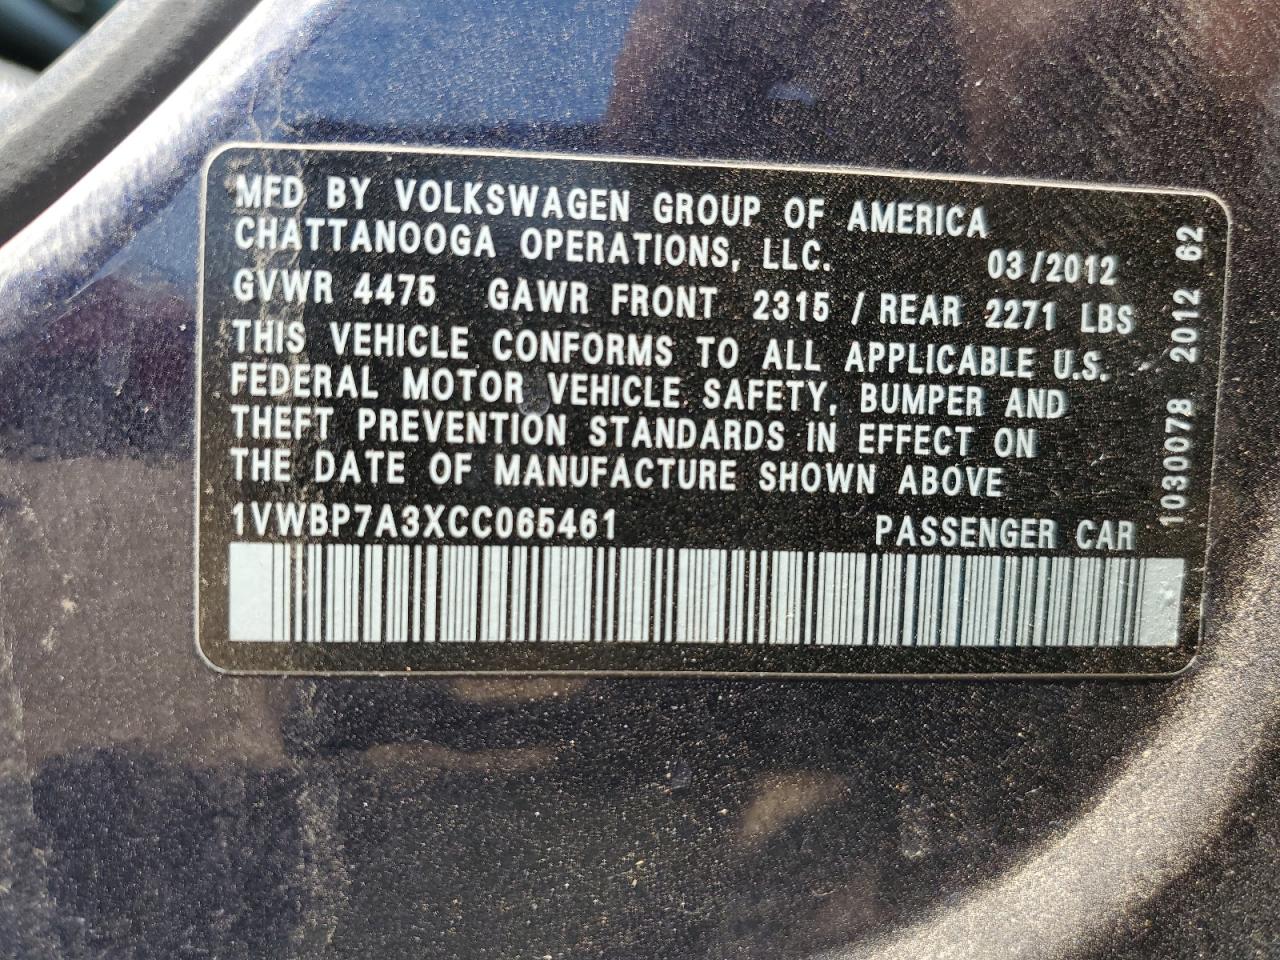 MFD BY VOLKSWAGEN GROUP OF AMERICA
CHATTANOOGA OPERATIONS, LLC. 03/2012
GVWR 4475 GAWR FRONT 2315 / REAR 2271 LBS
THIS VEHICLE CONFORMS TO ALL APPLICABLE U.S.
FEDERAL MOTOR VEHICLE SAFETY, BUMPER AND
THEFT PREVENTION STANDARDS IN EFFECT ON
THE DATE OF MANUFACTURE SHOWN ABOVE
1VWBP7A3XCC065461 PASSENGER CAR
1030078 2012 62